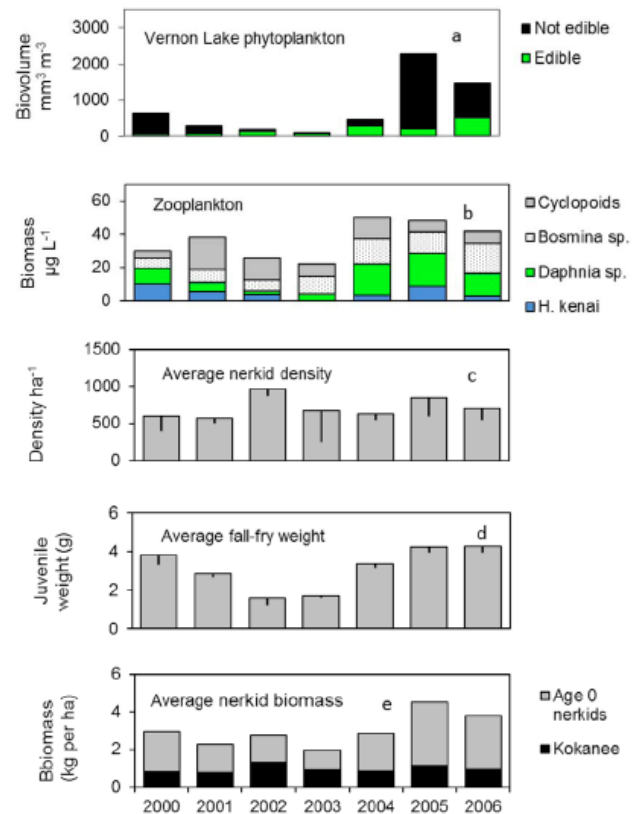 Vernon Lake phytoplankton
a
Biovolume
mm³ m⁻³
3000
2000
1000
0
Not edible
Edible
Zooplankton
b
Biomass
µg L⁻¹
60
40
20
0
Cyclopoids
Bosmina sp.
Daphnia sp.
H. kenai
Average nerkid density
c
Density ha⁻¹
1500
1000
500
0
Average fall-fry weight
d
Juvenile
weight (g)
6
4
2
0
Average nerkid biomass
e
Bbiomass
(kg per ha)
6
4
2
0
Age 0
nerkids
Kokanee
2000 2001 2002 2003 2004 2005 2006